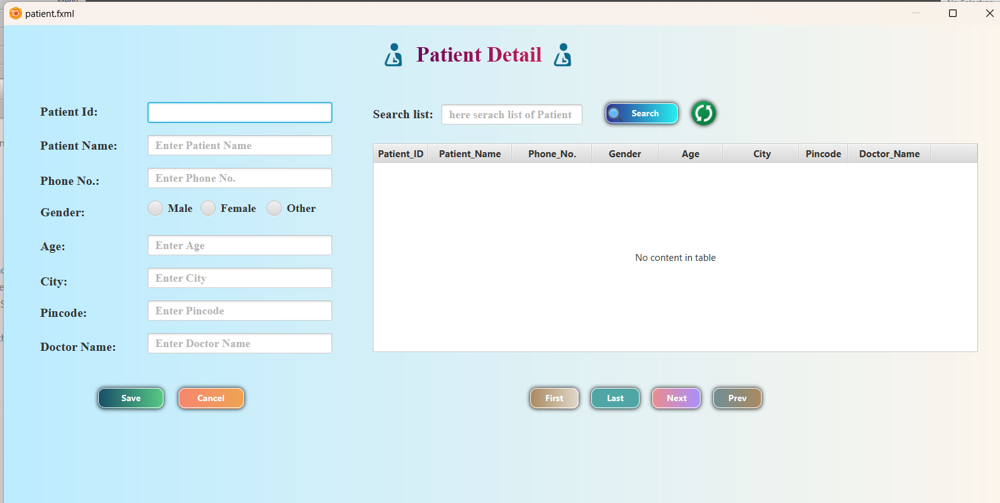 patient.fxml
Patient Detail
Patient Id:
Patient Name: Enter Patient Name
Phone No.: Enter Phone No.
Gender: Male Female Other
Age: Enter Age
City: Enter City
Pincode: Enter Pincode
Doctor Name: Enter Doctor Name
Save Cancel
Search list: here serach list of Patient Search
Patient_ID Patient_Name Phone_No. Gender Age City Pincode Doctor_Name
No content in table
First Last Next Prev